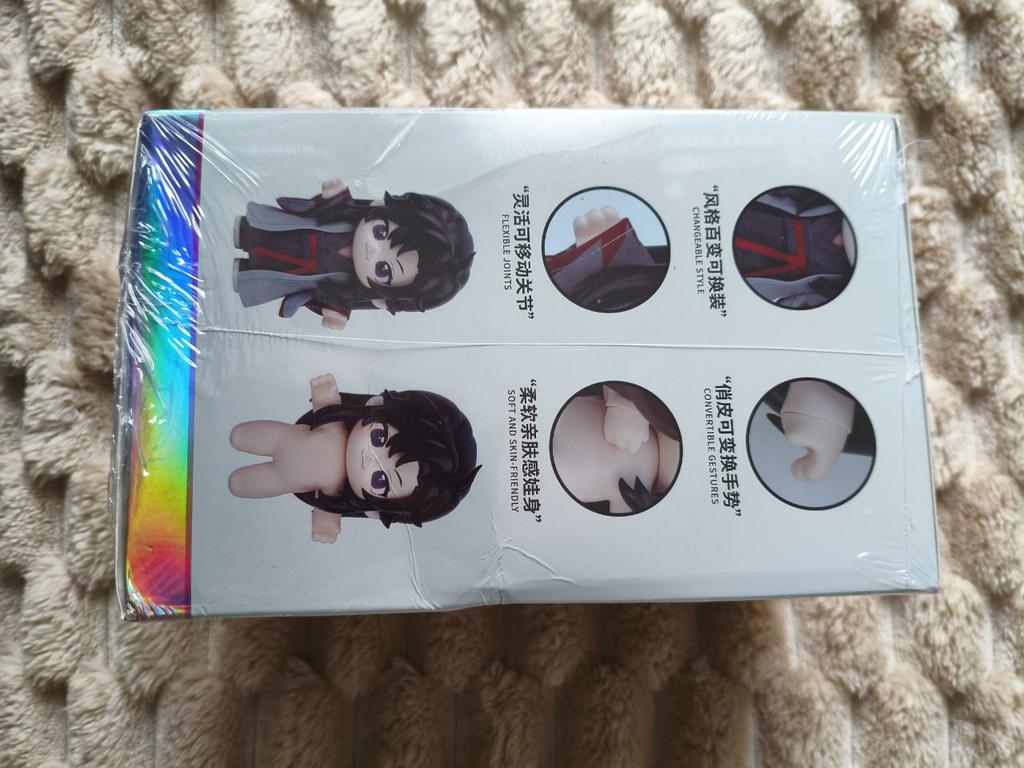 “风格百变可换装”
CHANGEABLE STYLE
“俏皮可变换手势”
CONVERTIBLE GESTURES
“灵活可移动关节”
FLEXIBLE JOINTS
“柔软亲肤感娃身”
SOFT AND SKIN-FRIENDLY